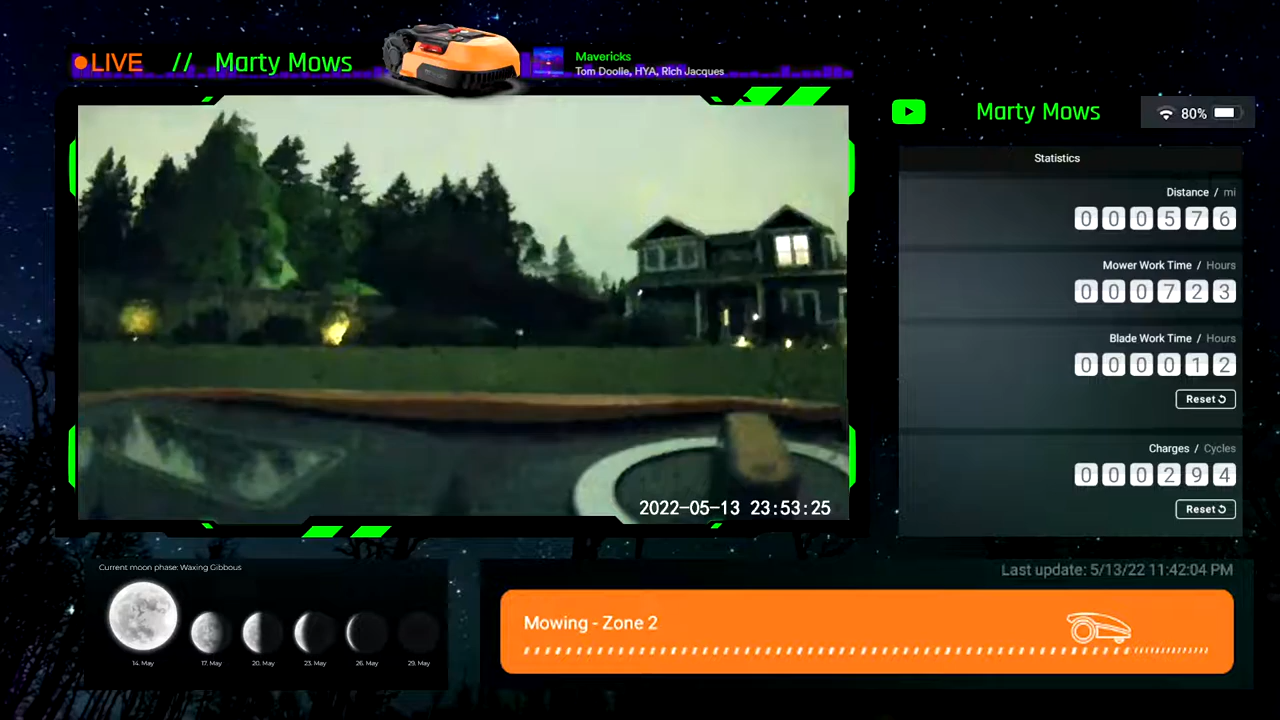 LIVE // Marty Mows
Mavericks
Tom Doolie, HYA, Rich Jacques
Marty Mows
80%
Statistics
Distance / mi
0 0 0 5 7 6
Mower Work Time / Hours
0 0 0 7 2 3
Blade Work Time / Hours
0 0 0 0 1 2
Reset
Charges / Cycles
0 0 0 2 9 4
Reset
2022-05-13 23:53:25
Current moon phase: Waxing Gibbous
14. May 17. May 20. May 23. May 26. May 29. May
Last update: 5/13/22 11:42:04 PM
Mowing - Zone 2